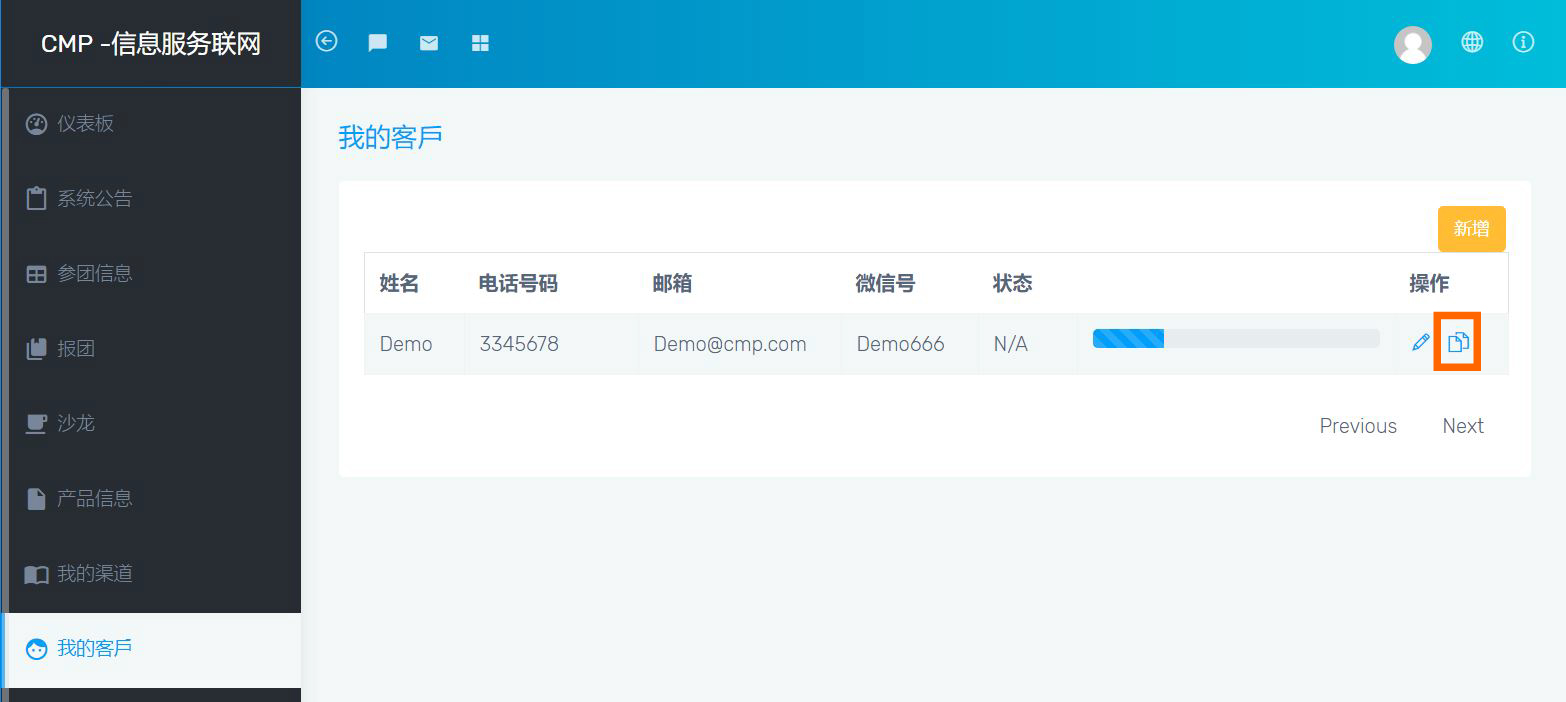 CMP -信息服务联网
仪表板
系统公告
参团信息
报团
沙龙
产品信息
我的渠道
我的客戶
我的客戶
新增
姓名 电话号码 邮箱 微信号 状态 操作
Demo 3345678 Demo@cmp.com Demo666 N/A
Previous Next